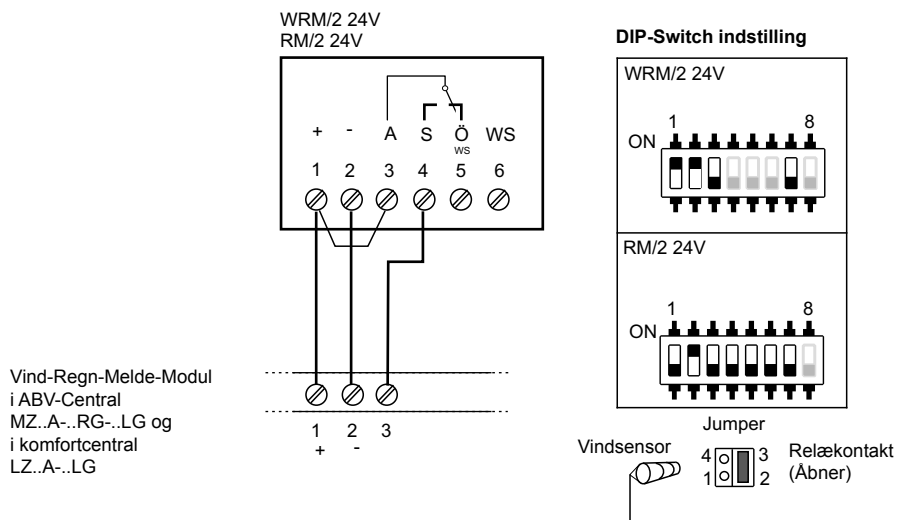 WRM/2 24V
RM/2 24V
+ - A S Ö WS
ws
1 2 3 4 5 6
Vind-Regn-Melde-Modul
i ABV-Central
MZ..A-..RG-..LG og
i komfortcentral
LZ..A-..LG
1 2 3
+ -
DIP-Switch indstilling
WRM/2 24V
1 8
ON
RM/2 24V
1 8
ON
Jumper
Vindsensor
4 3 Relækontakt
1 2 (Åbner)